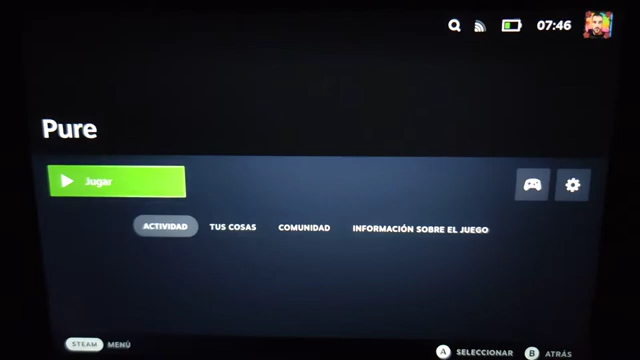 07:46
Pure
Jugar
ACTIVIDAD TUS COSAS COMUNIDAD INFORMACIÓN SOBRE EL JUEGO
STEAM MENÚ A SELECCIONAR B ATRÁS